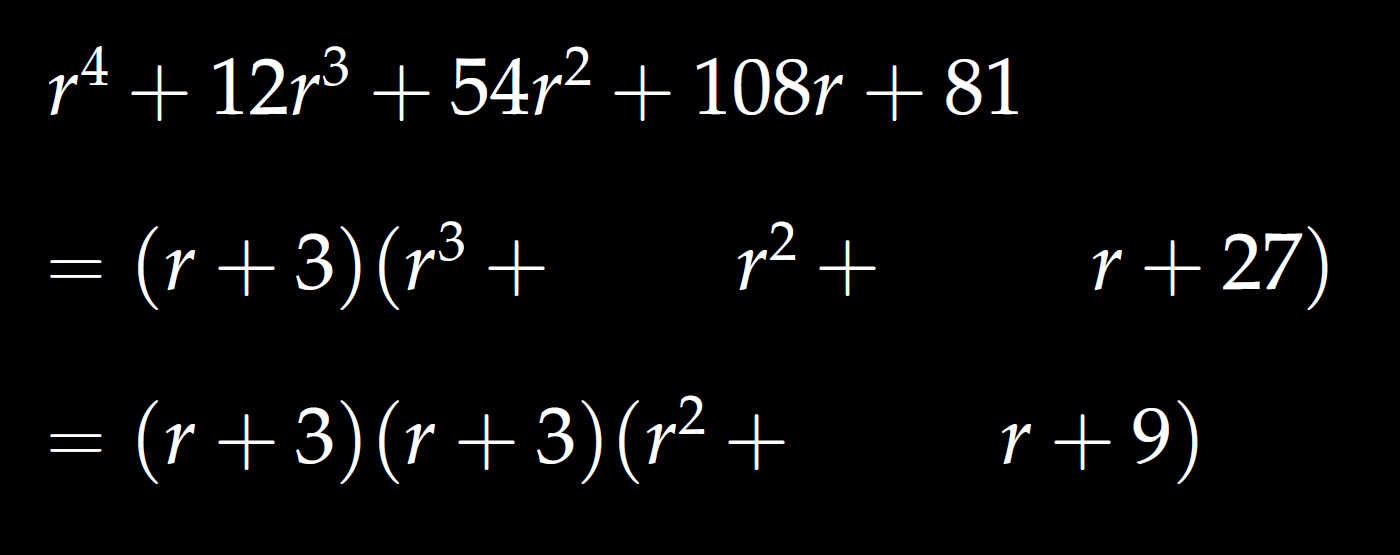 r⁴ + 12r³ + 54r² + 108r + 81
= (r + 3)(r³ +     r² +     r + 27)
= (r + 3)(r + 3)(r² +     r + 9)